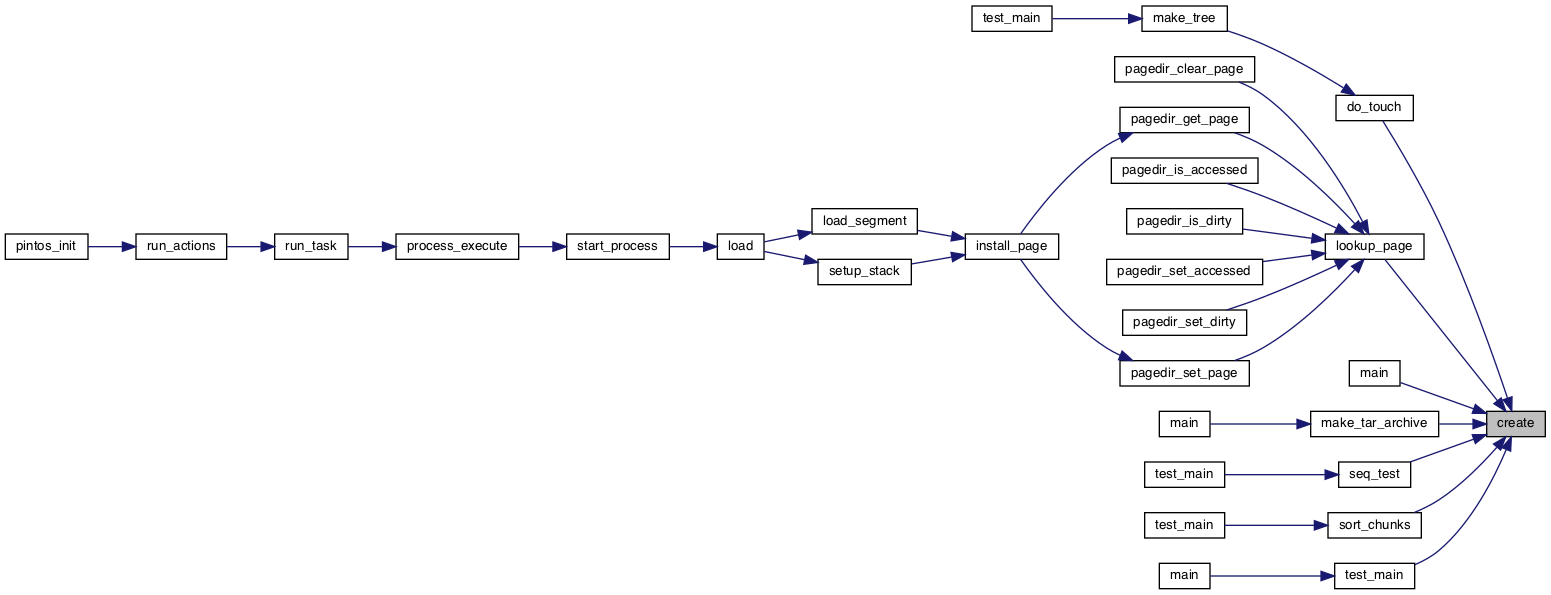 test_main
make_tree
pagedir_clear_page
do_touch
pagedir_get_page
pagedir_is_accessed
pagedir_is_dirty
load_segment
pintos_init
run_actions
run_task
process_execute
start_process
load
install_page
lookup_page
setup_stack
pagedir_set_accessed
pagedir_set_dirty
pagedir_set_page
main
main
make_tar_archive
create
test_main
seq_test
test_main
sort_chunks
main
test_main